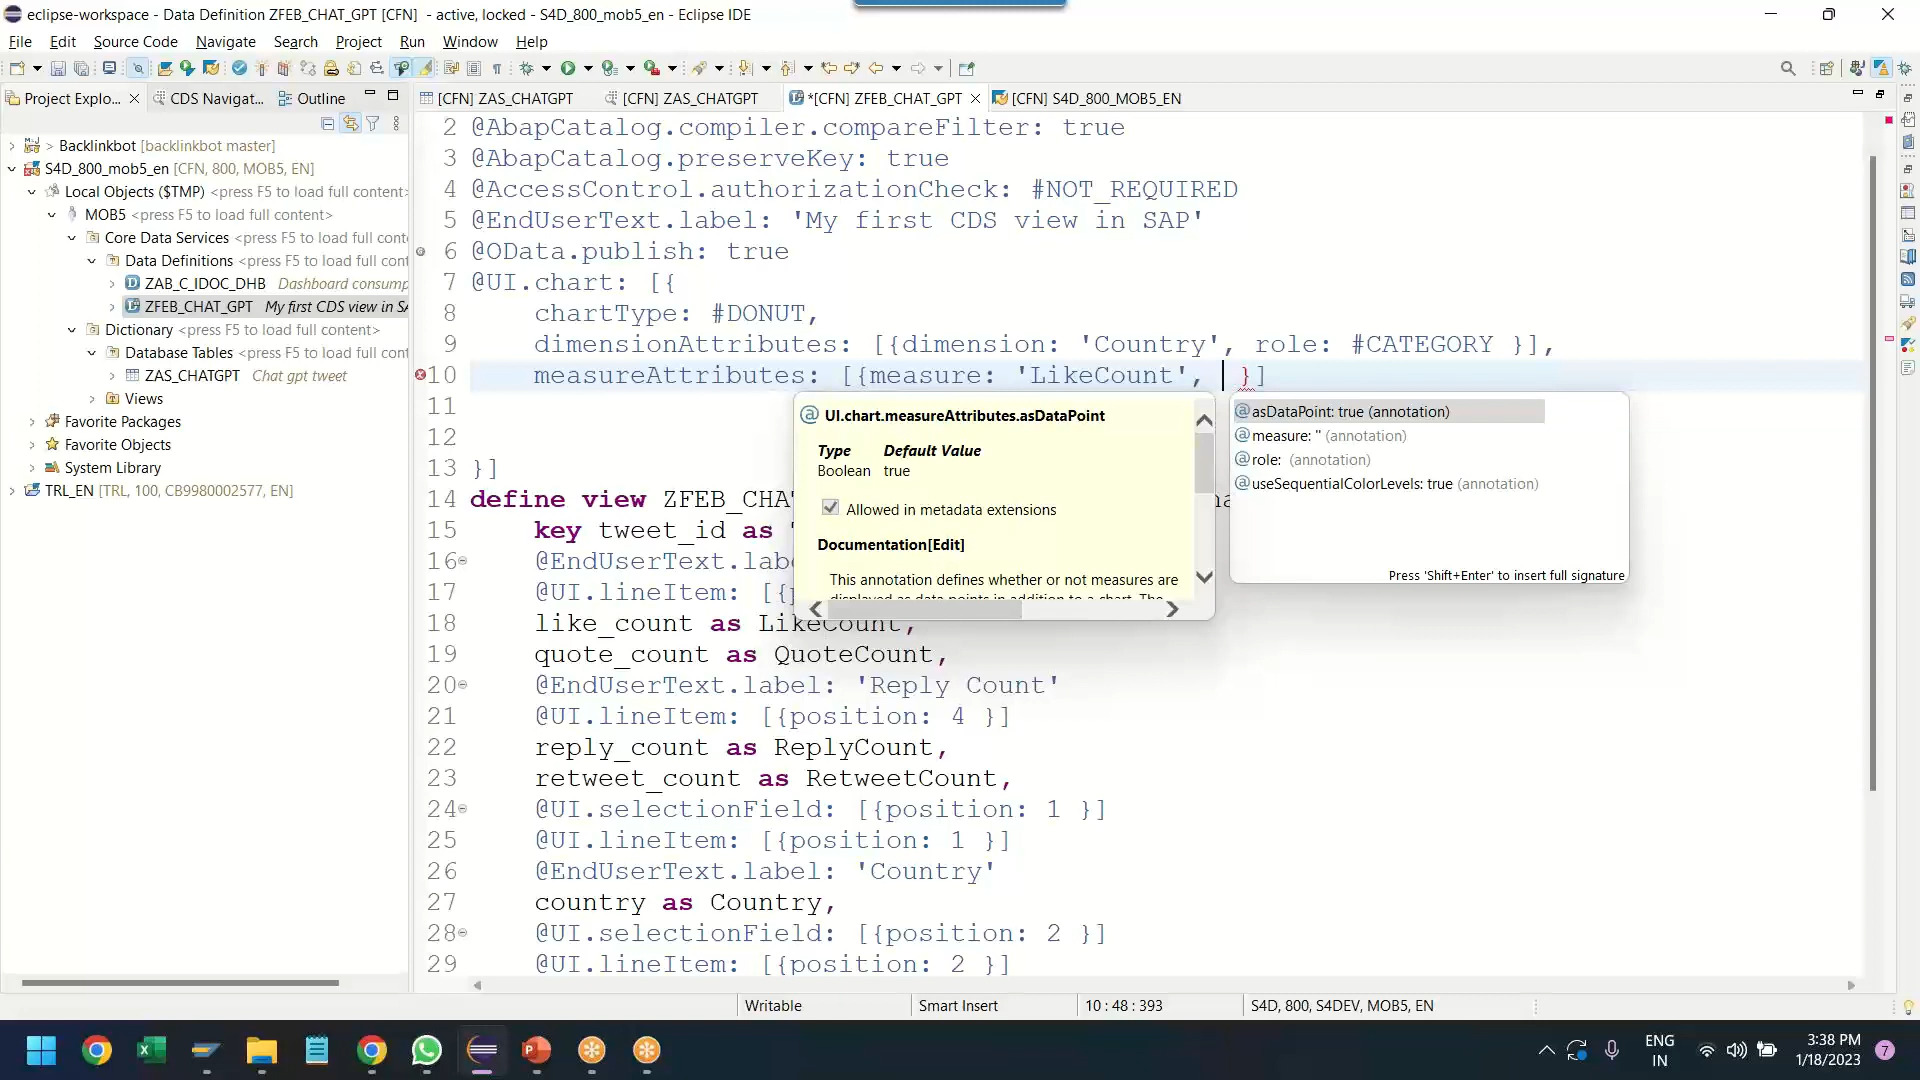 eclipse-workspace - Data Definition ZFEB_CHAT_GPT [CFN] - active, locked - S4D_800_mob5_en - Eclipse IDE
File Edit Source Code Navigate Search Project Run Window Help
Project Explo... CDS Navigat... Outline
[CFN] ZAS_CHATGPT [CFN] ZAS_CHATGPT *[CFN] ZFEB_CHAT_GPT [CFN] S4D_800_MOB5_EN
> Backlinkbot [backlinkbot master]
S4D_800_mob5_en [CFN, 800, MOB5, EN]
Local Objects ($TMP) <press F5 to load full content>
MOB5 <press F5 to load full content>
Core Data Services <press F5 to load full cont
Data Definitions <press F5 to load full cont
ZAB_C_IDOC_DHB Dashboard consump
ZFEB_CHAT_GPT My first CDS view in SA
Dictionary <press F5 to load full content>
Database Tables <press F5 to load full cont
ZAS_CHATGPT Chat gpt tweet
Views
Favorite Packages
Favorite Objects
System Library
TRL_EN [TRL, 100, CB9980002577, EN]
2 @AbapCatalog.compiler.compareFilter: true
3 @AbapCatalog.preserveKey: true
4 @AccessControl.authorizationCheck: #NOT_REQUIRED
5 @EndUserText.label: 'My first CDS view in SAP'
6 @OData.publish: true
7 @UI.chart: [{
8 chartType: #DONUT,
9 dimensionAttributes: [{dimension: 'Country', role: #CATEGORY }],
10 measureAttributes: [{measure: 'LikeCount', }]
11
12
13 }]
14 define view ZFEB_CHA
15 key tweet_id as
16 @EndUserText.labe
17 @UI.lineItem: [{
18 like_count as LikeCount,
19 quote_count as QuoteCount,
20 @EndUserText.label: 'Reply Count'
21 @UI.lineItem: [{position: 4 }]
22 reply_count as ReplyCount,
23 retweet_count as RetweetCount,
24 @UI.selectionField: [{position: 1 }]
25 @UI.lineItem: [{position: 1 }]
26 @EndUserText.label: 'Country'
27 country as Country,
28 @UI.selectionField: [{position: 2 }]
29 @UI.lineItem: [{position: 2 }]
UI.chart.measureAttributes.asDataPoint
Type Default Value
Boolean true
Allowed in metadata extensions
Documentation[Edit]
This annotation defines whether or not measures are
displayed as data points in addition to a chart. The
asDataPoint: true (annotation)
measure: '' (annotation)
role: (annotation)
useSequentialColorLevels: true (annotation)
Press 'Shift+Enter' to insert full signature
Writable Smart Insert 10 : 48 : 393 S4D, 800, S4DEV, MOB5, EN
ENG
IN
3:38 PM
1/18/2023
7